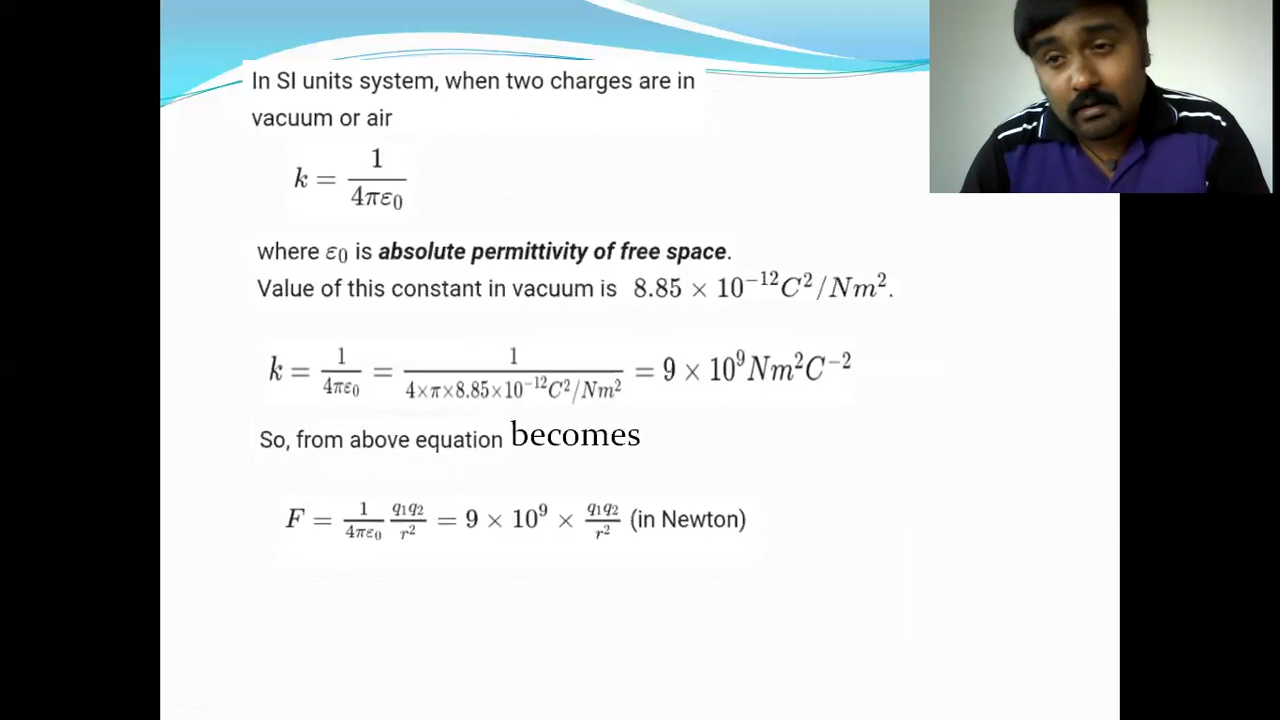 In SI units system, when two charges are in
vacuum or air
k = 1/4πε₀
where ε₀ is absolute permittivity of free space.
Value of this constant in vacuum is 8.85 × 10⁻¹²C²/Nm².
k = 1/4πε₀ = 1/4×π×8.85×10⁻¹²C²/Nm² = 9 × 10⁹Nm²C⁻²
So, from above equation becomes
F = 1/4πε₀ q₁q₂/r² = 9 × 10⁹ × q₁q₂/r² (in Newton)